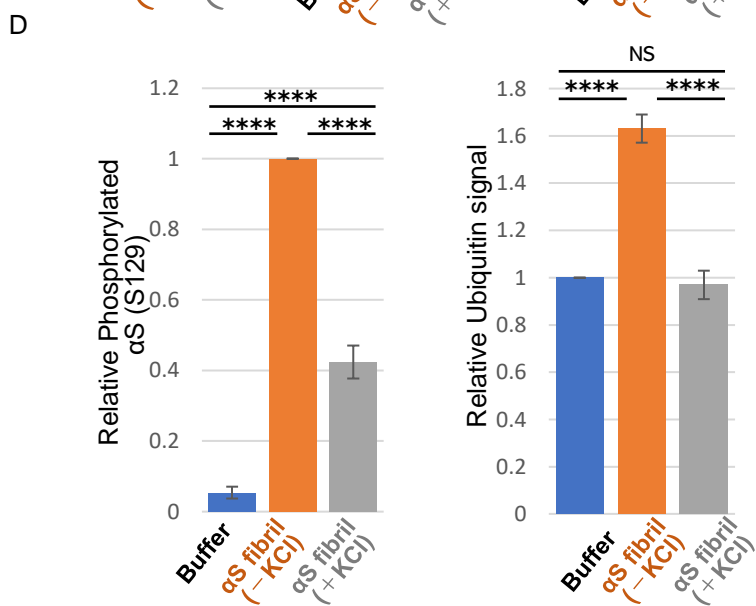 D
NS
****
**** ****
**** ****
1.2
1
0.8
0.6
0.4
0.2
0
1.8
1.6
1.4
1.2
1
0.8
0.6
0.4
0.2
0
Relative Phosphorylated
αS (S129)
Relative Ubiquitin signal
Buffer
αS fibril
(− KCl)
αS fibril
(+ KCl)
Buffer
αS fibril
(− KCl)
αS fibril
(+ KCl)